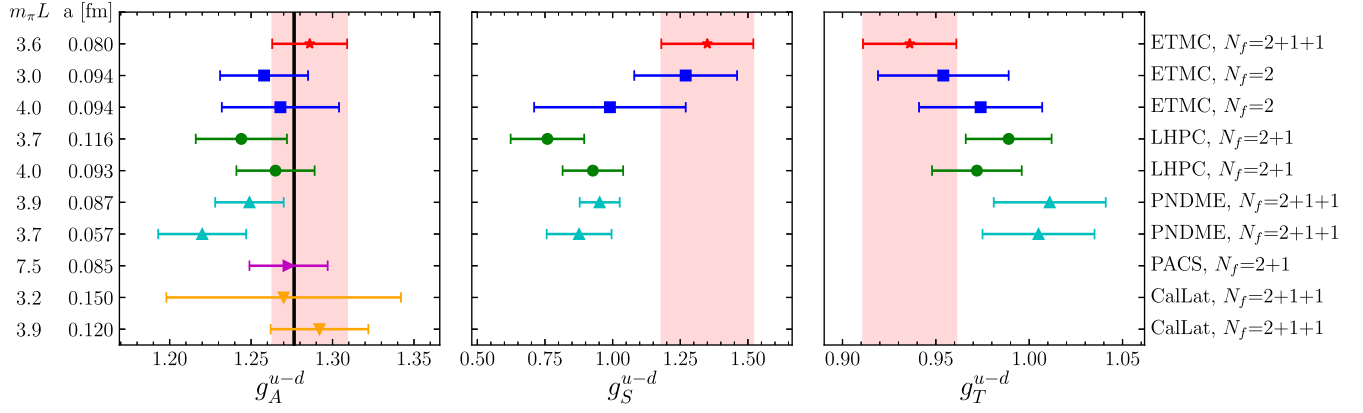 m_πL a [fm]
3.6 0.080 ETMC, N_f=2+1+1
3.0 0.094 ETMC, N_f=2
4.0 0.094 ETMC, N_f=2
3.7 0.116 LHPC, N_f=2+1
4.0 0.093 LHPC, N_f=2+1
3.9 0.087 PNDME, N_f=2+1+1
3.7 0.057 PNDME, N_f=2+1+1
7.5 0.085 PACS, N_f=2+1
3.2 0.150 CalLat, N_f=2+1+1
3.9 0.120 CalLat, N_f=2+1+1
1.20 1.25 1.30 1.35 0.50 0.75 1.00 1.25 1.50 0.90 0.95 1.00 1.05
g_A^{u−d} g_S^{u−d} g_T^{u−d}